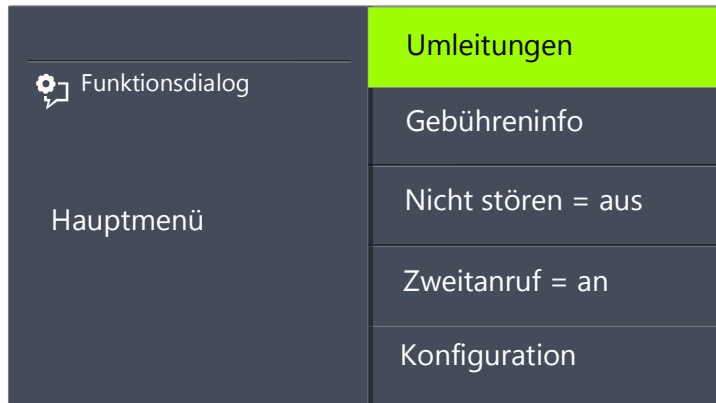 Funktionsdialog
Hauptmenü
Umleitungen
Gebühreninfo
Nicht stören = aus
Zweitanruf = an
Konfiguration